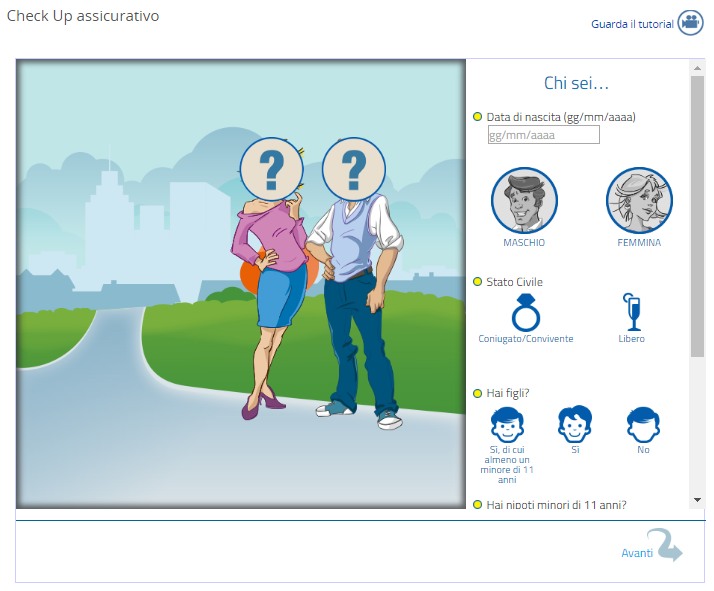 Check Up assicurativo
Guarda il tutorial
Chi sei...
Data di nascita (gg/mm/aaaa)
gg/mm/aaaa
? ?
MASCHIO FEMMINA
Stato Civile
Coniugato/Convivente Libero
Hai figli?
Sì, di cui
almeno un
minore di 11
anni
Sì
No
Hai nipoti minori di 11 anni?
Avanti